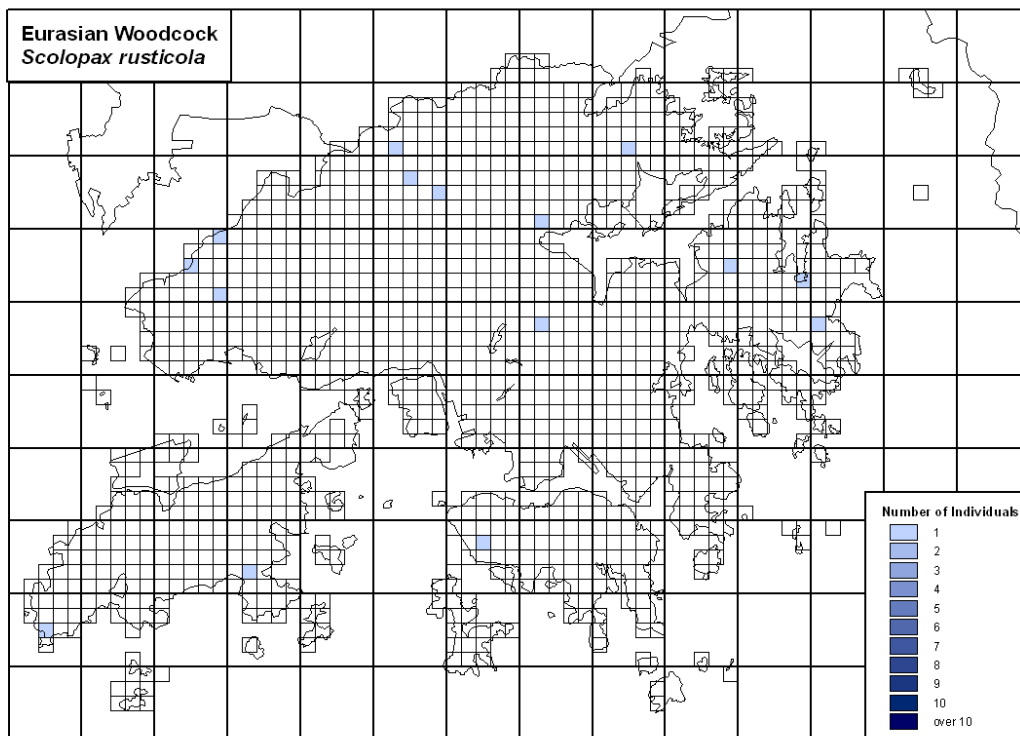 Eurasian Woodcock
Scolopax rusticola
Number of Individuals
1
2
3
4
5
6
7
8
9
10
over 10